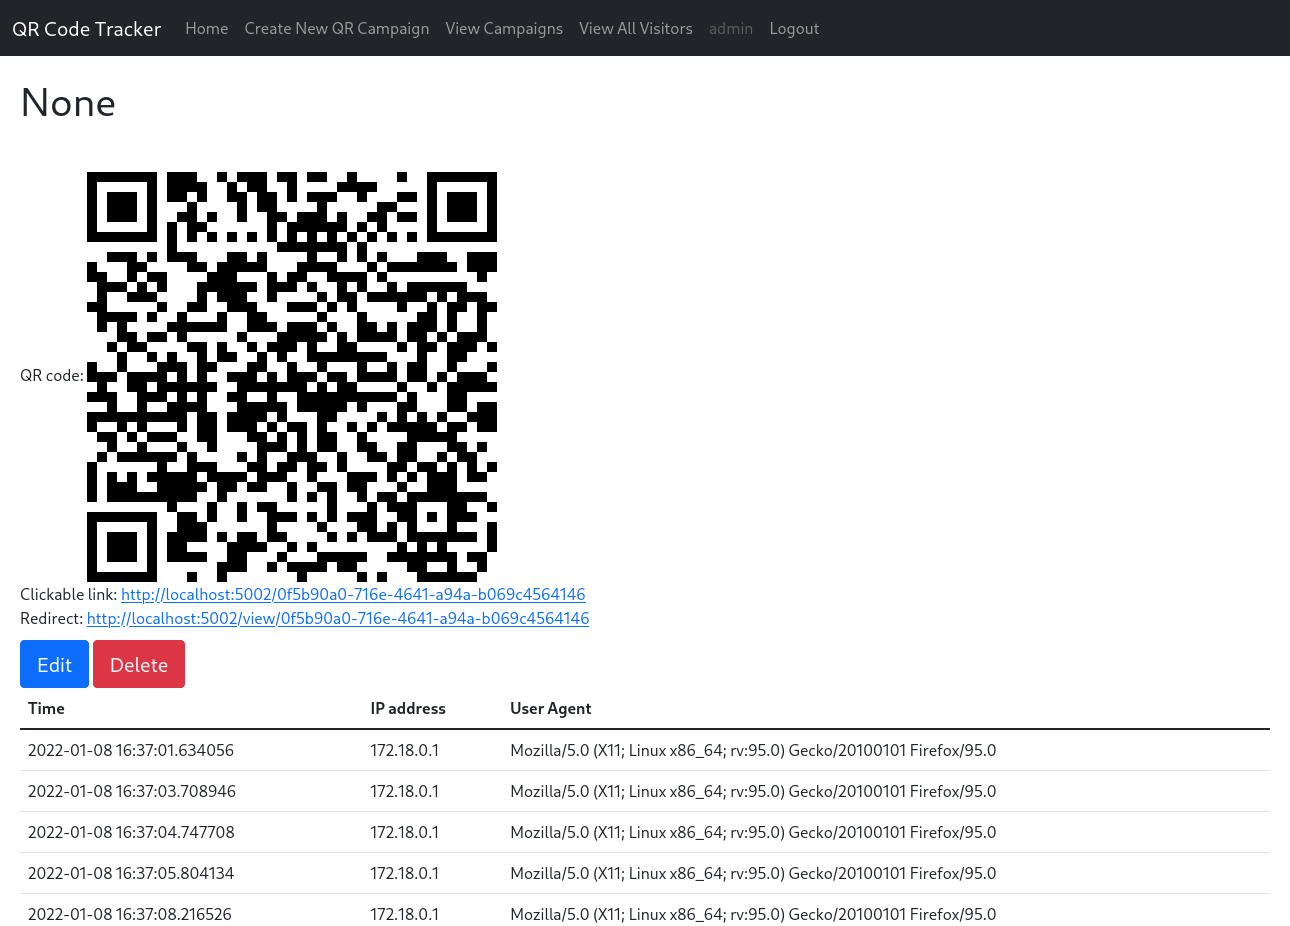 QR Code Tracker Home Create New QR Campaign View Campaigns View All Visitors admin Logout
None
QR code:
Clickable link: http://localhost:5002/0f5b90a0-716e-4641-a94a-b069c4564146
Redirect: http://localhost:5002/view/0f5b90a0-716e-4641-a94a-b069c4564146
Edit Delete
Time IP address User Agent
2022-01-08 16:37:01.634056 172.18.0.1 Mozilla/5.0 (X11; Linux x86_64; rv:95.0) Gecko/20100101 Firefox/95.0
2022-01-08 16:37:03.708946 172.18.0.1 Mozilla/5.0 (X11; Linux x86_64; rv:95.0) Gecko/20100101 Firefox/95.0
2022-01-08 16:37:04.747708 172.18.0.1 Mozilla/5.0 (X11; Linux x86_64; rv:95.0) Gecko/20100101 Firefox/95.0
2022-01-08 16:37:05.804134 172.18.0.1 Mozilla/5.0 (X11; Linux x86_64; rv:95.0) Gecko/20100101 Firefox/95.0
2022-01-08 16:37:08.216526 172.18.0.1 Mozilla/5.0 (X11; Linux x86_64; rv:95.0) Gecko/20100101 Firefox/95.0